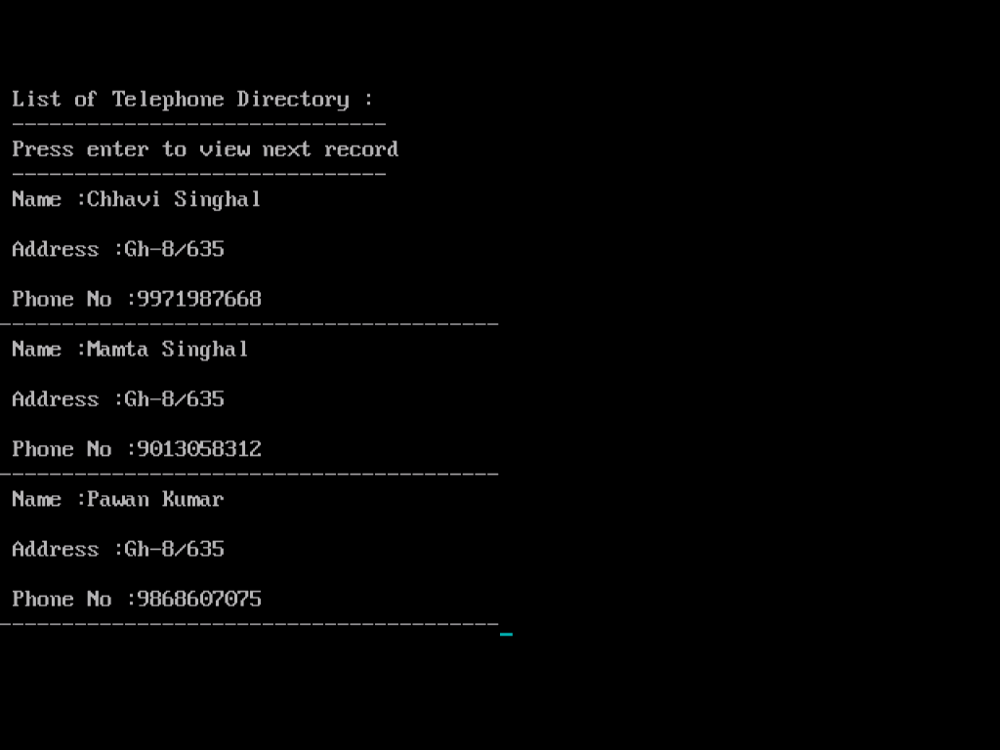 List of Telephone Directory :
------------------------------
Press enter to view next record
------------------------------
Name :Chhavi Singhal
Address :Gh-8/635
Phone No :9971987668
----------------------------------------
Name :Mamta Singhal
Address :Gh-8/635
Phone No :9013058312
----------------------------------------
Name :Pawan Kumar
Address :Gh-8/635
Phone No :9868607075
----------------------------------------